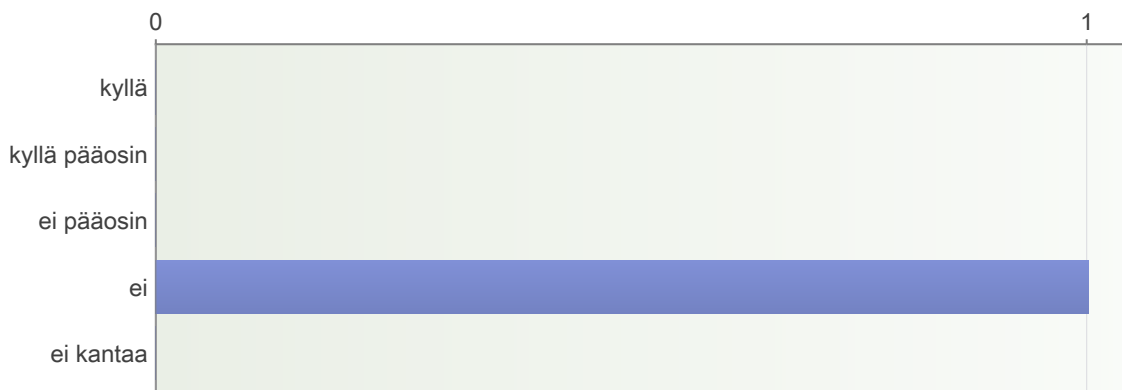 0 1
kyllä
kyllä pääosin
ei pääosin
ei
ei kantaa